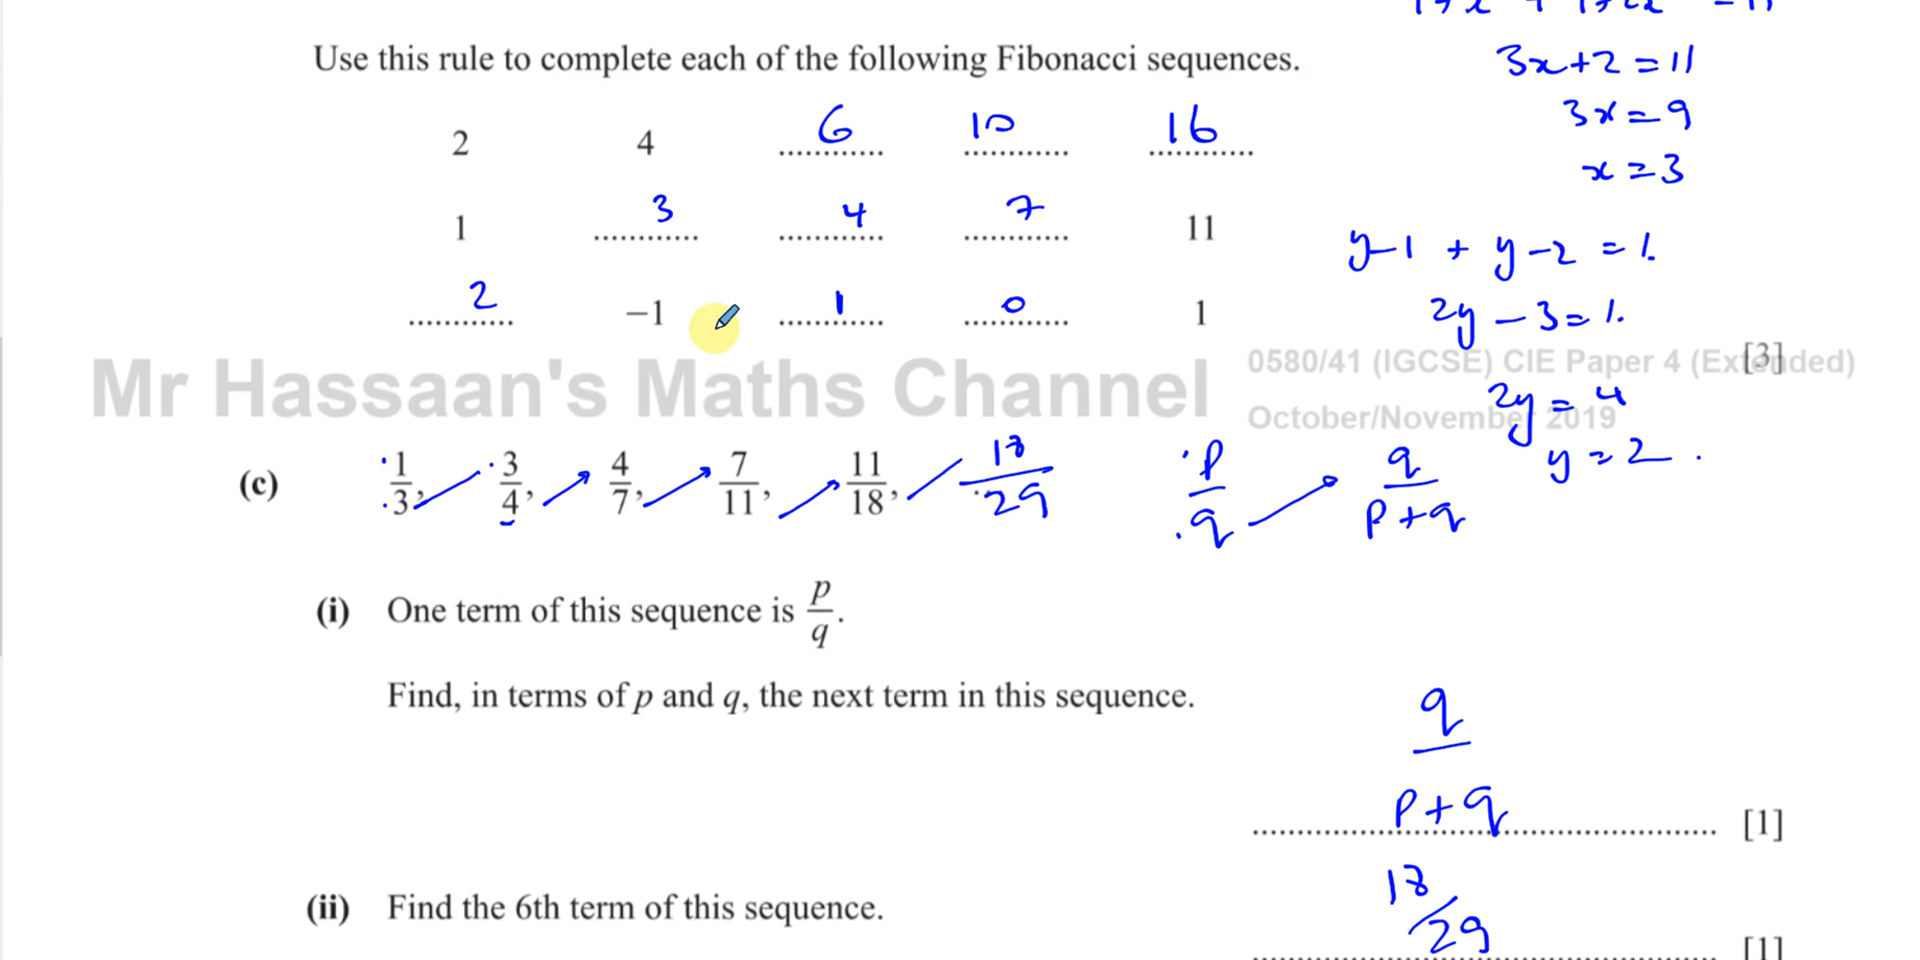 Use this rule to complete each of the following Fibonacci sequences.
3x+2 = 11
2 4 6 10 16
3x = 9
x = 3
1 3 4 7 11
y-1 + y-2 = 1.
2 -1 1 0 1
2y - 3 = 1.
[3]
Mr Hassaan's Maths Channel
0580/41 (IGCSE) CIE Paper 4 (Extended)
October/November 2019
2y = 4
y = 2.
(c) 1/3, 3/4, 4/7, 7/11, 11/18, 18/29 p/q q/p+q
(i) One term of this sequence is p/q.
Find, in terms of p and q, the next term in this sequence.
q/p+q
[1]
(ii) Find the 6th term of this sequence.
18/29
[1]